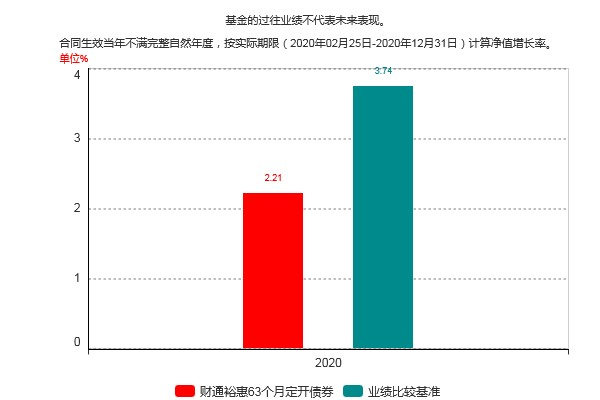 基金的过往业绩不代表未来表现。
合同生效当年不满完整自然年度，按实际期限（2020年02月25日-2020年12月31日）计算净值增长率。
单位%
4
3.74
3
2.21
2
1
0
2020
财通裕惠63个月定开债券 业绩比较基准